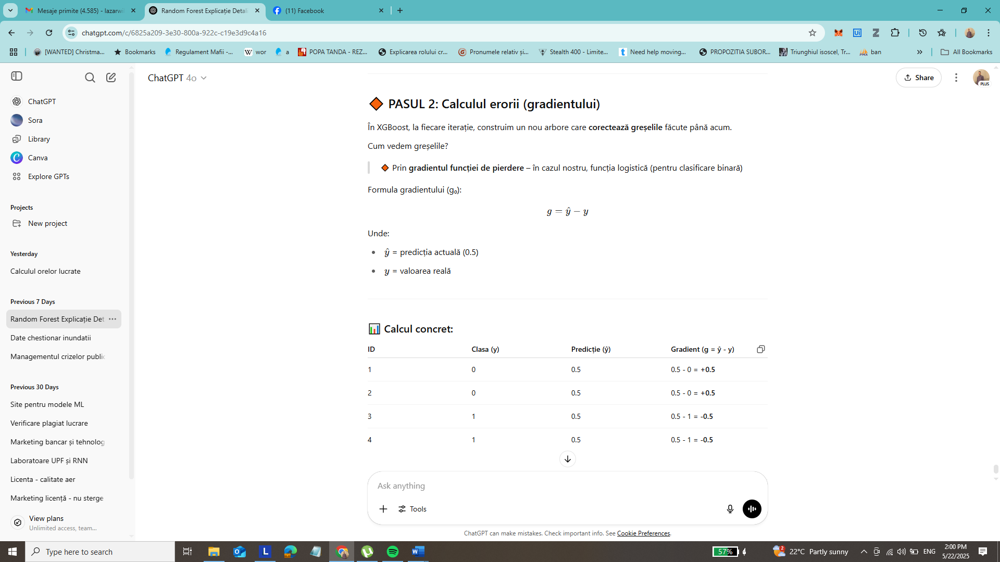 Mesaje primite (4.585) - lazarwi
Random Forest Explicație Detali
(11) Facebook
chatgpt.com/c/6825a209-3e30-800a-922c-c19e3d9c4a16
[WANTED] Christma...
Bookmarks
Regulament Mafii -...
wor
a
POPA TANDA - REZ...
Explicarea rolului cr...
Pronumele relativ și...
Stealth 400 - Limite...
Need help moving...
PROPOZITIA SUBOR...
Triunghiul isoscel, Tr...
ban
All Bookmarks
ChatGPT
Sora
Library
Canva
Explore GPTs
Projects
New project
Yesterday
Calculul orelor lucrate
Previous 7 Days
Random Forest Explicație Det
Date chestionar inundatii
Managementul crizelor public
Previous 30 Days
Site pentru modele ML
Verificare plagiat lucrare
Marketing bancar și tehnolog
Laboratoare UPF și RNN
Licenta - calitate aer
Marketing licență - nu sterge
View plans
Unlimited access, team...
ChatGPT 4o
Share
PLUS
PASUL 2: Calculul erorii (gradientului)
În XGBoost, la fiecare iterație, construim un nou arbore care corectează greșelile făcute până acum.
Cum vedem greșelile?
Prin gradientul funcției de pierdere – în cazul nostru, funcția logistică (pentru clasificare binară)
Formula gradientului (g₀):
g = ŷ − y
Unde:
ŷ = predicția actuală (0.5)
y = valoarea reală
Calcul concret:
ID Clasa (y) Predicție (ŷ) Gradient (g = ŷ - y)
1 0 0.5 0.5 - 0 = +0.5
2 0 0.5 0.5 - 0 = +0.5
3 1 0.5 0.5 - 1 = -0.5
4 1 0.5 0.5 - 1 = -0.5
Ask anything
Tools
ChatGPT can make mistakes. Check important info. See Cookie Preferences.
Type here to search
57%
22°C Partly sunny
ENG
2:00 PM
5/22/2025